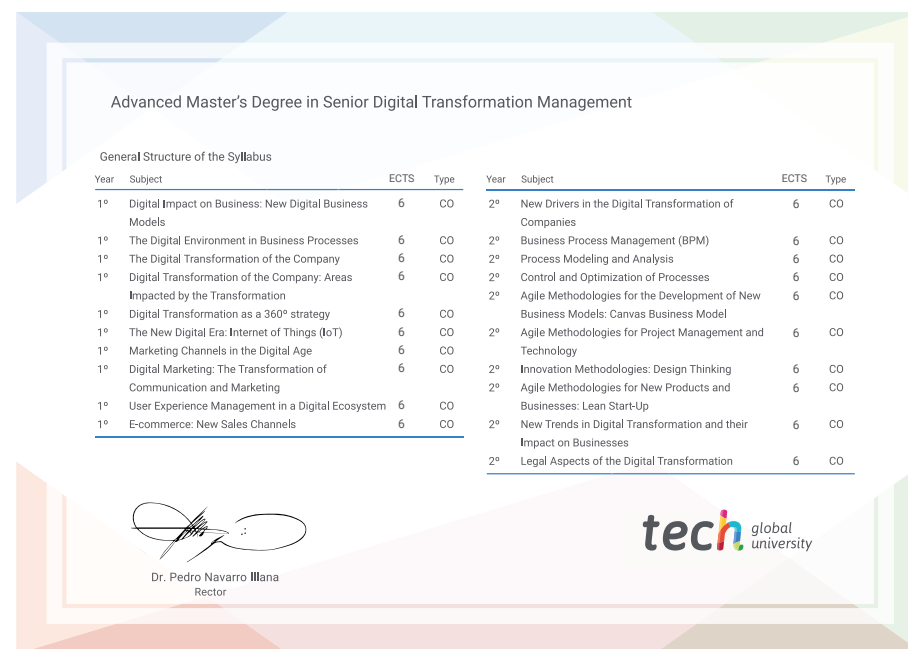 Advanced Master's Degree in Senior Digital Transformation Management
General Structure of the Syllabus
Year Subject ECTS Type
1º Digital Impact on Business: New Digital Business 6 CO
Models
1º The Digital Environment in Business Processes 6 CO
1º The Digital Transformation of the Company 6 CO
1º Digital Transformation of the Company: Areas 6 CO
Impacted by the Transformation
1º Digital Transformation as a 360º strategy 6 CO
1º The New Digital Era: Internet of Things (IoT) 6 CO
1º Marketing Channels in the Digital Age 6 CO
1º Digital Marketing: The Transformation of 6 CO
Communication and Marketing
1º User Experience Management in a Digital Ecosystem 6 CO
1º E-commerce: New Sales Channels 6 CO
Year Subject ECTS Type
2º New Drivers in the Digital Transformation of 6 CO
Companies
2º Business Process Management (BPM) 6 CO
2º Process Modeling and Analysis 6 CO
2º Control and Optimization of Processes 6 CO
2º Agile Methodologies for the Development of New 6 CO
Business Models: Canvas Business Model
2º Agile Methodologies for Project Management and 6 CO
Technology
2º Innovation Methodologies: Design Thinking 6 CO
2º Agile Methodologies for New Products and 6 CO
Businesses: Lean Start-Up
2º New Trends in Digital Transformation and their 6 CO
Impact on Businesses
2º Legal Aspects of the Digital Transformation 6 CO
Dr. Pedro Navarro Illana
Rector
tech global
university